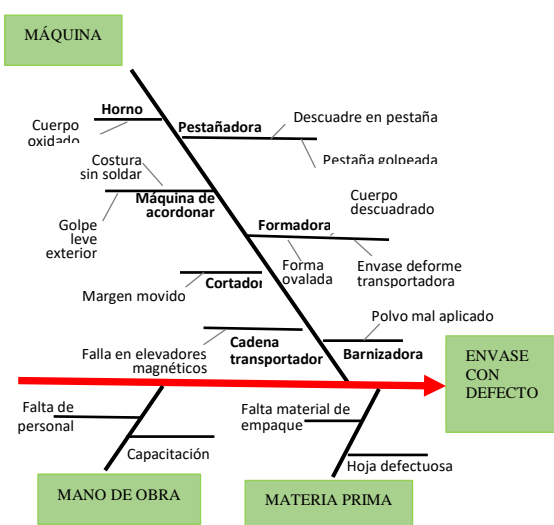 MÁQUINA
Horno
Cuerpo
oxidado
Pestañadora
Descuadre en pestaña
Pestaña golpeada
Costura
sin soldar
Máquina de
acordonar
Golpe
leve
exterior
Formadora
Cuerpo
descuadrado
Forma
ovalada
Envase deforme
transportadora
Cortador
Margen movido
Polvo mal aplicado
Cadena
transportador
Falla en elevadores
magnéticos
Barnizadora
ENVASE
CON
DEFECTO
Falta de
personal
Capacitación
Falta material de
empaque
Hoja defectuosa
MANO DE OBRA
MATERIA PRIMA